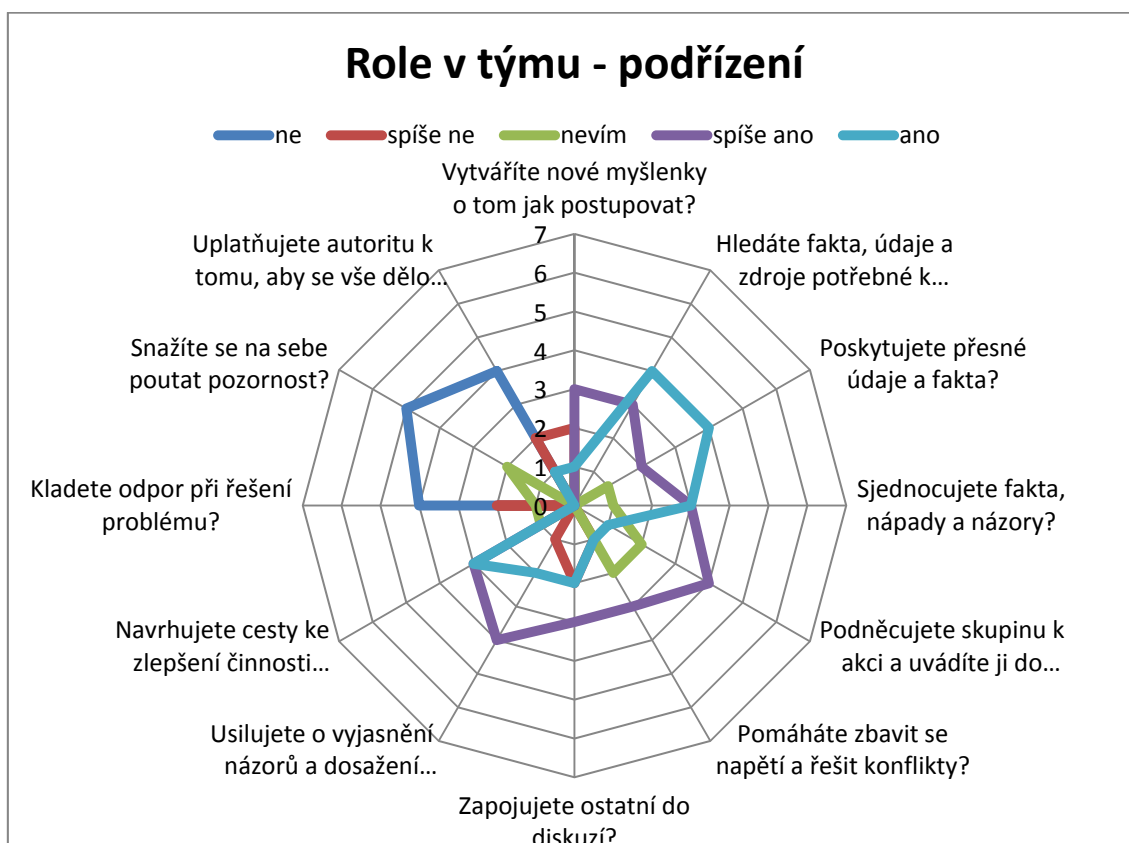 Role v týmu - podřízení
ne spíše ne nevím spíše ano ano
Vytváříte nové myšlenky
o tom jak postupovat?
Hledáte fakta, údaje a
zdroje potřebné k...
Poskytujete přesné
údaje a fakta?
Sjednocujete fakta,
nápady a názory?
Podněcujete skupinu k
akci a uvádíte ji do...
Pomáháte zbavit se
napětí a řešit konflikty?
Zapojujete ostatní do
diskuzí?
Usilujete o vyjasnění
názorů a dosažení...
Navrhujete cesty ke
zlepšení činnosti...
Kladete odpor při řešení
problému?
Snažíte se na sebe
poutat pozornost?
Uplatňujete autoritu k
tomu, aby se vše dělo...
7
6
5
4
3
2
1
0